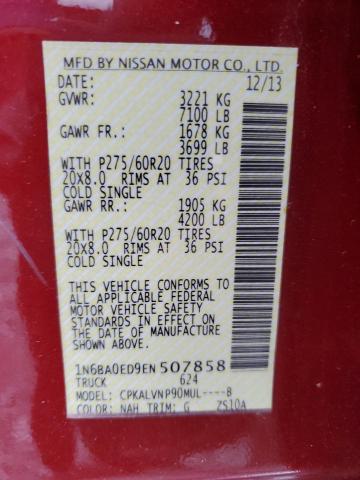 MFD BY NISSAN MOTOR CO., LTD.
DATE: 12/13
GVWR: 3221 KG
7100 LB
GAWR FR.: 1678 KG
3699 LB
WITH P275/60R20 TIRES
20X8.0 RIMS AT 36 PSI
COLD SINGLE
GAWR RR.: 1905 KG
4200 LB
WITH P275/60R20 TIRES
20X8.0 RIMS AT 36 PSI
COLD SINGLE
THIS VEHICLE CONFORMS TO
ALL APPLICABLE FEDERAL
MOTOR VEHICLE SAFETY
STANDARDS IN EFFECT ON
THE DATE OF MANUFACTURE
SHOWN ABOVE.
1N6BA0ED9EN507858
TRUCK 624
MODEL: CPKALVNP90MUL----B
COLOR: NAH TRIM: G ZS10A